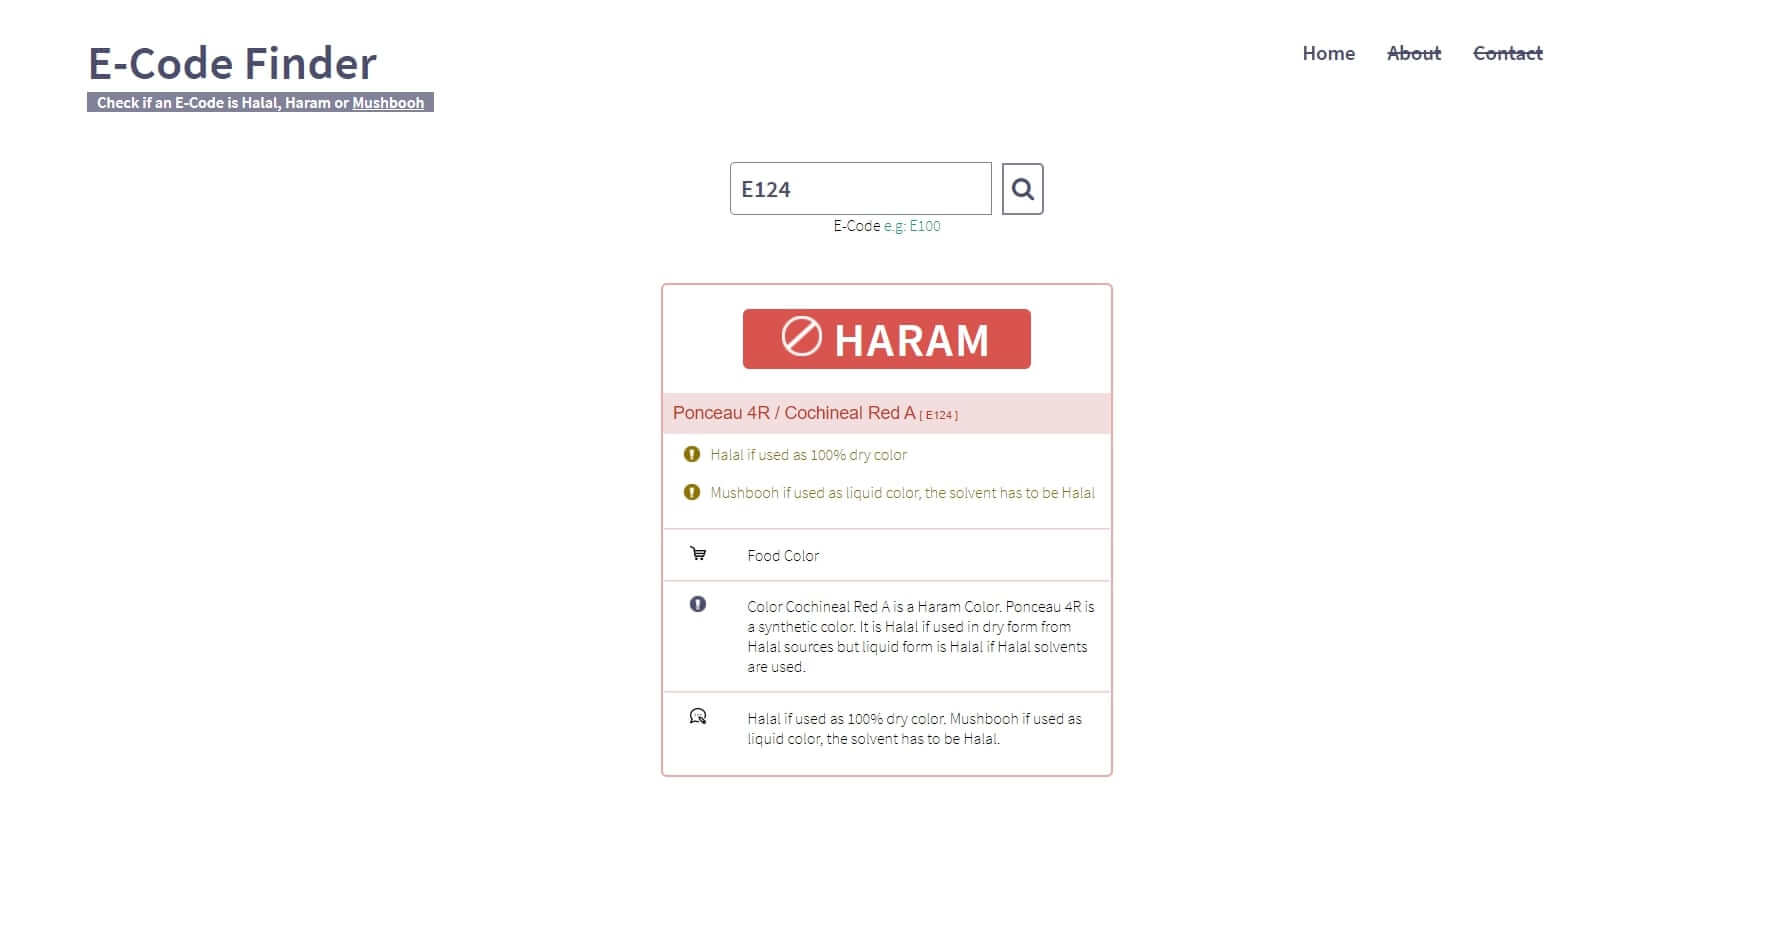 E-Code Finder
Check if an E-Code is Halal, Haram or Mushbooh
Home About Contact
E124
E-Code e.g: E100
HARAM
Ponceau 4R / Cochineal Red A [ E124 ]
Halal if used as 100% dry color
Mushbooh if used as liquid color, the solvent has to be Halal
Food Color
Color Cochineal Red A is a Haram Color. Ponceau 4R is
a synthetic color. It is Halal if used in dry form from
Halal sources but liquid form is Halal if Halal solvents
are used.
Halal if used as 100% dry color. Mushbooh if used as
liquid color, the solvent has to be Halal.